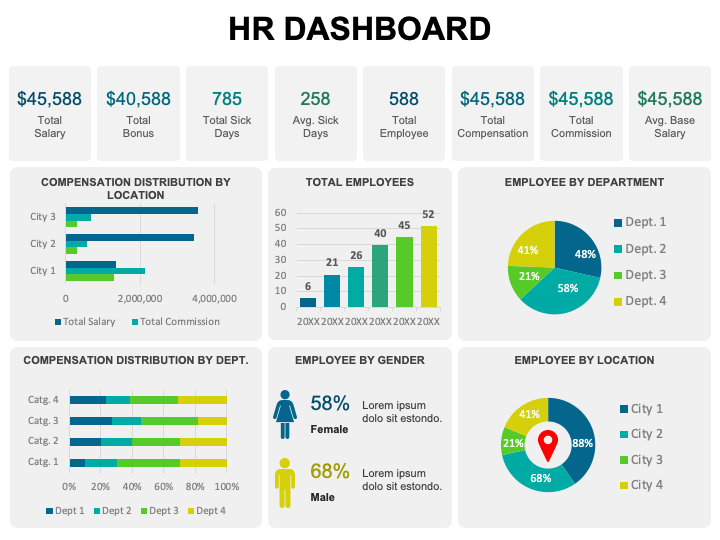 HR DASHBOARD
$45,588
Total
Salary
$40,588
Total
Bonus
785
Total Sick
Days
258
Avg. Sick
Days
588
Total
Employee
$45,588
Total
Compensation
$45,588
Total
Commission
$45,588
Avg. Base
Salary
COMPENSATION DISTRIBUTION BY
LOCATION
City 3
City 2
City 1
0 2,000,000 4,000,000
Total Salary Total Commission
TOTAL EMPLOYEES
60
50
40
30
20
10
0
6 21 26 40 45 52
20XX 20XX 20XX 20XX 20XX 20XX
EMPLOYEE BY DEPARTMENT
41% 48%
21% 58%
Dept. 1
Dept. 2
Dept. 3
Dept. 4
COMPENSATION DISTRIBUTION BY DEPT.
Catg. 4
Catg. 3
Catg. 2
Catg. 1
0% 20% 40% 60% 80% 100%
Dept 1 Dept 2 Dept 3 Dept 4
EMPLOYEE BY GENDER
58%
Female
Lorem ipsum
dolo sit estondo.
68%
Male
Lorem ipsum
dolo sit estondo.
EMPLOYEE BY LOCATION
41%
21% 88%
68%
City 1
City 2
City 3
City 4